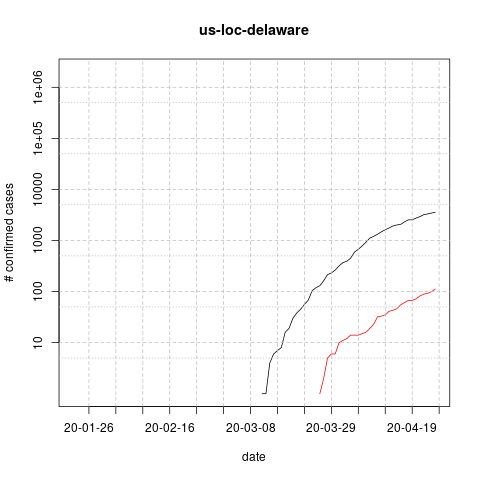 us-loc-delaware
# confirmed cases
1e+06
1e+05
10000
1000
100
10
20-01-26 20-02-16 20-03-08 20-03-29 20-04-19
date